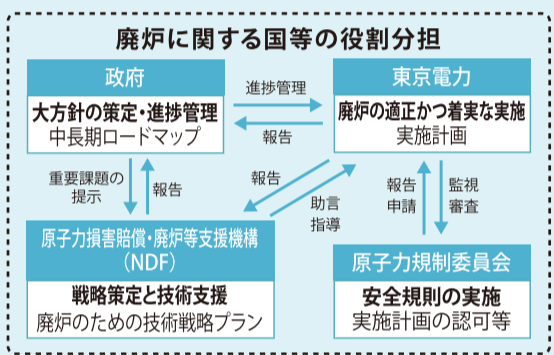 廃炉に関する国等の役割分担
政府
大方針の策定・進捗管理
中長期ロードマップ
進捗管理
報告
東京電力
廃炉の適正かつ着実な実施
実施計画
重要課題の
提示
報告
報告
助言
指導
報告
申請
監視
審査
原子力損害賠償・廃炉等支援機構
(NDF)
戦略策定と技術支援
廃炉のための技術戦略プラン
原子力規制委員会
安全規則の実施
実施計画の認可等